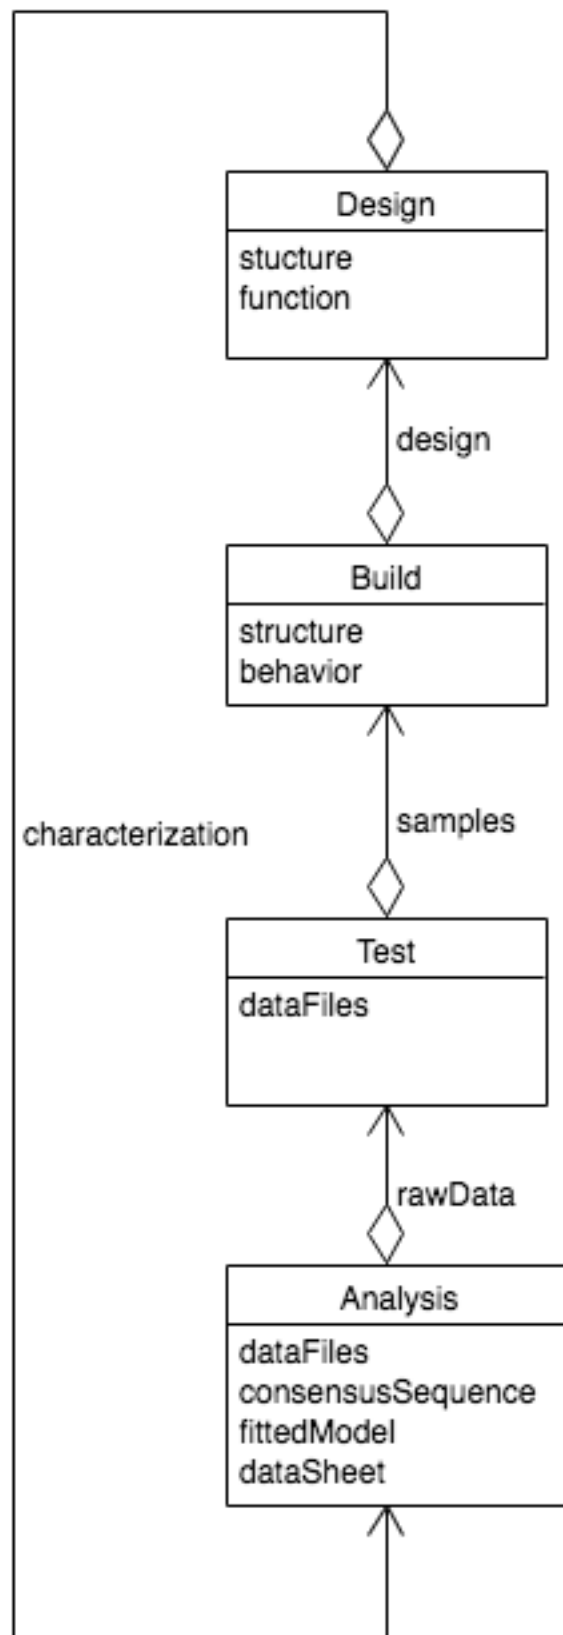 Design
stucture
function
design
Build
structure
behavior
characterization
samples
Test
dataFiles
rawData
Analysis
dataFiles
consensusSequence
fittedModel
dataSheet